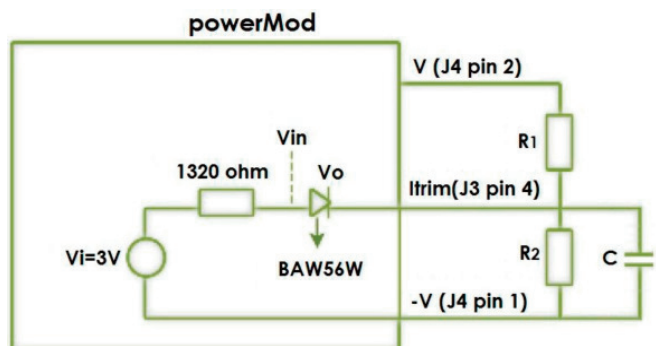 powerMod
V (J4 pin 2)
R1
Vin
1320 ohm
Vo
Itrim(J3 pin 4)
Vi=3V
BAW56W
R2
C
-V (J4 pin 1)